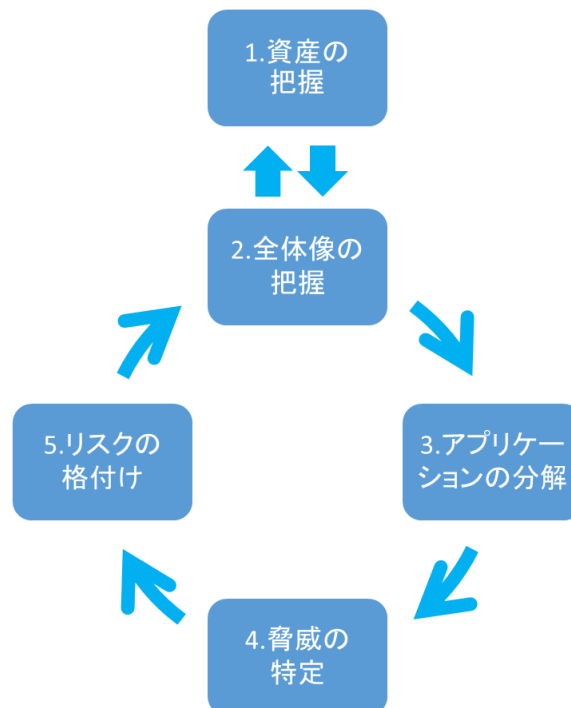 1.資産の
把握
2.全体像の
把握
5.リスクの
格付け
3.アプリケー
ションの分解
4.脅威の
特定